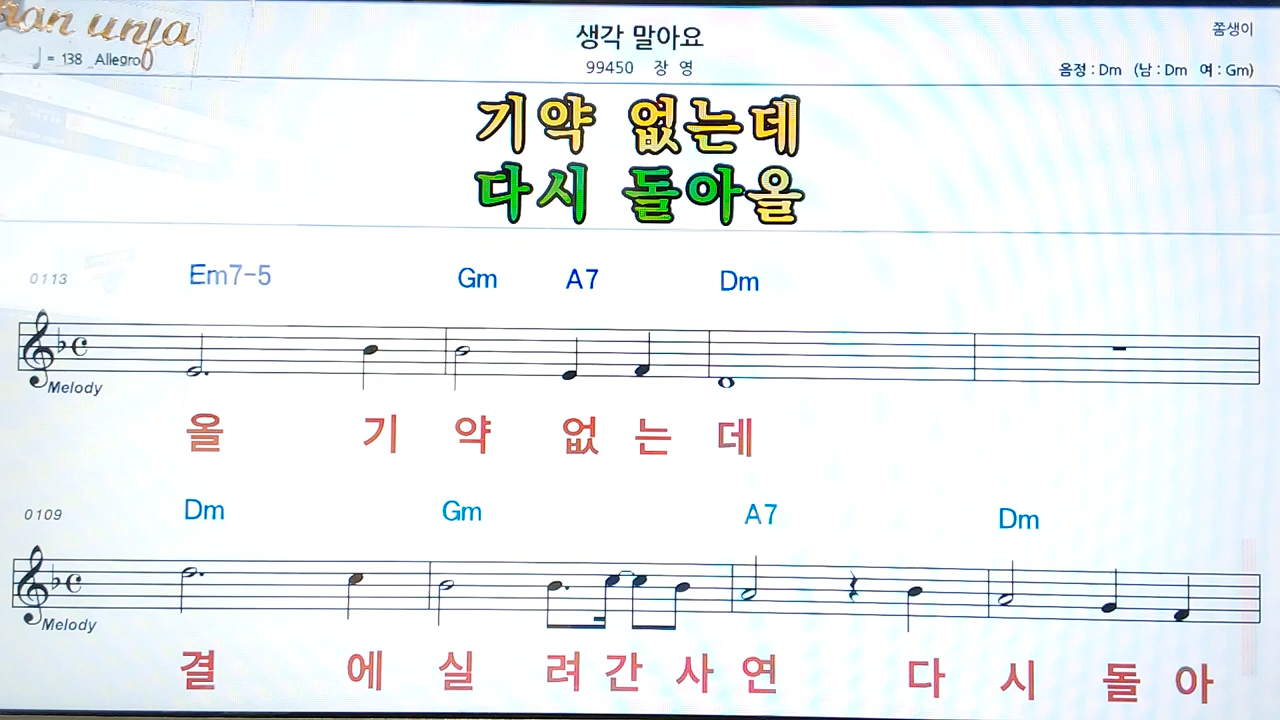 생각 말아요
쫌생이
♩ = 138 Allegro
99450 장 영
음정 : Dm (남 : Dm 여 : Gm)
기약 없는데
다시 돌아올
0113 Em7-5 Gm A7 Dm
Melody
올 기 약 없 는 데
0109 Dm Gm A7 Dm
Melody
결 에 실 려 간 사 연 다 시 돌 아